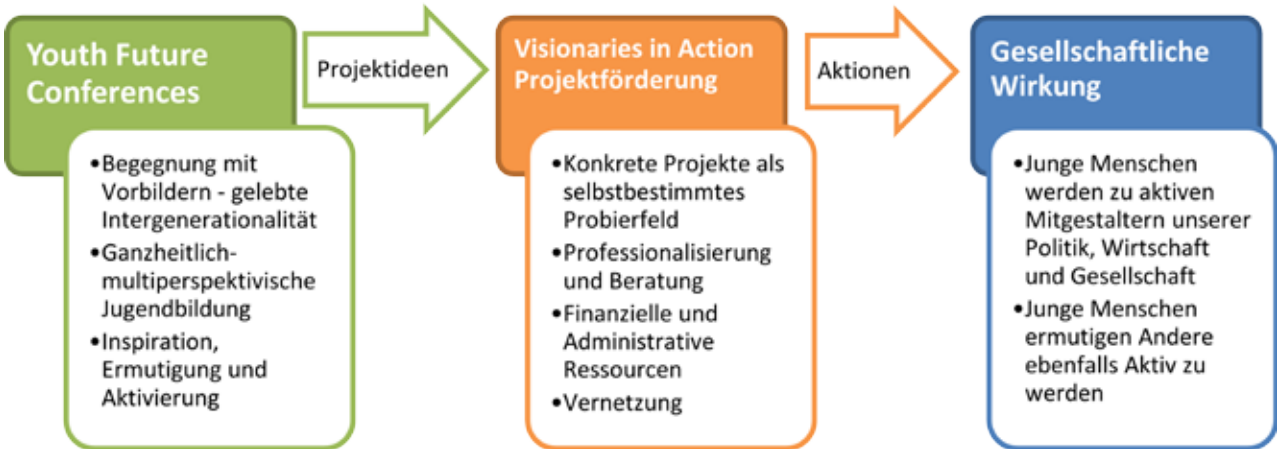 Youth Future
Conferences
•Begegnung mit
Vorbildern - gelebte
Intergenerationalität
•Ganzheitlich-
multiperspektivische
Jugendbildung
•Inspiration,
Ermutigung und
Aktivierung
Projektideen
Visionaries in Action
Projektförderung
•Konkrete Projekte als
selbstbestimmtes
Probierfeld
•Professionalisierung
und Beratung
•Finanzielle und
Administrative
Ressourcen
•Vernetzung
Aktionen
Gesellschaftliche
Wirkung
•Junge Menschen
werden zu aktiven
Mitgestaltern unserer
Politik, Wirtschaft
und Gesellschaft
•Junge Menschen
ermutigen Andere
ebenfalls Aktiv zu
werden